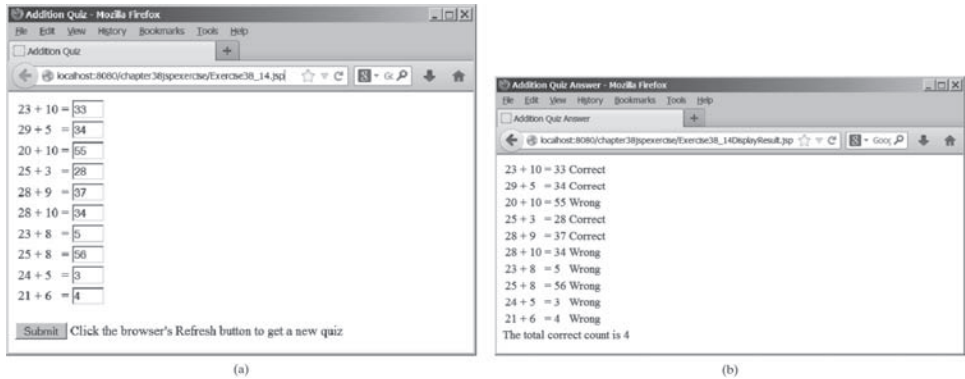 Addition Quiz - Mozilla Firefox
File Edit View History Bookmarks Tools Help
Addition Quiz
localhost:8080/chapter38jspexercise/Exercise38_14.jsp
23 + 10 = 33
29 + 5 = 34
20 + 10 = 55
25 + 3 = 28
28 + 9 = 37
28 + 10 = 34
23 + 8 = 5
25 + 8 = 56
24 + 5 = 3
21 + 6 = 4
Submit Click the browser's Refresh button to get a new quiz
(a)
Addition Quiz Answer - Mozilla Firefox
File Edit View History Bookmarks Tools Help
Addition Quiz Answer
localhost:8080/chapter38jspexercise/Exercise38_14DisplayResult.jsp Goog
23 + 10 = 33 Correct
29 + 5 = 34 Correct
20 + 10 = 55 Wrong
25 + 3 = 28 Correct
28 + 9 = 37 Correct
28 + 10 = 34 Wrong
23 + 8 = 5 Wrong
25 + 8 = 56 Wrong
24 + 5 = 3 Wrong
21 + 6 = 4 Wrong
The total correct count is 4
(b)